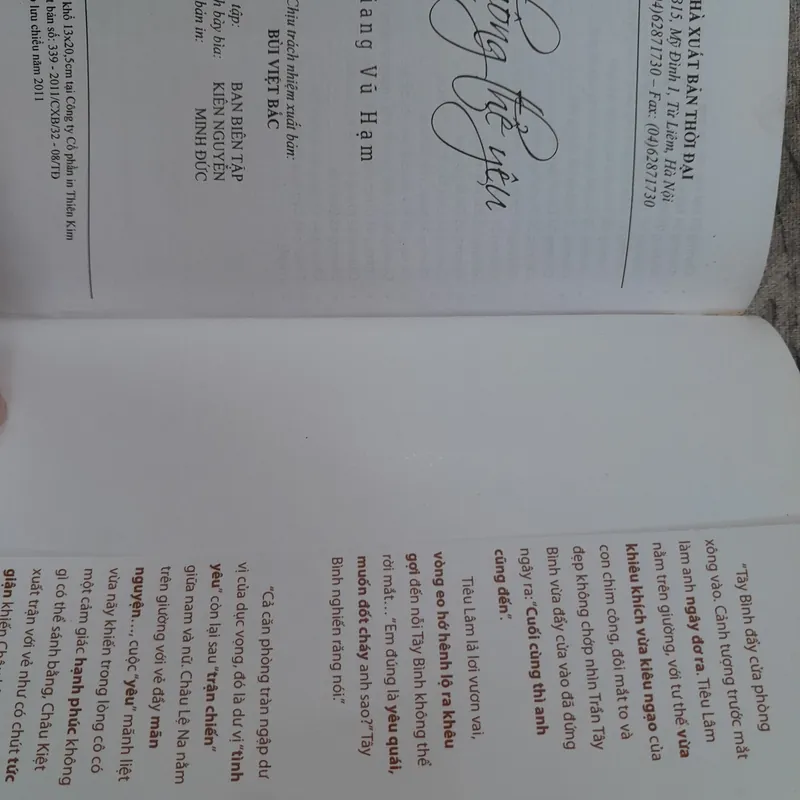 HÀ XUẤT BẢN THỜI ĐẠI
315, Mỹ Đình 1, Từ Liêm, Hà Nội
(04)62871730 – Fax: (04)62871730
ông thể yêu
iang Vũ Hạm
Chịu trách nhiệm xuất bản:
BÙI VIỆT BẮC
tập: BAN BIÊN TẬP
h bày bìa: KIÊN NGUYỄN
bản in: MINH ĐỨC
khổ 13x20,5cm tại Công ty Cổ phần in Thiên Kim
t bản số: 339 - 2011/CXB/32 - 08/TĐ
lưu chiểu năm 2011
“Tây Bình đẩy cửa phòng
xông vào. Cảnh tượng trước mắt
làm anh ngây đơ ra. Tiêu Lâm
nằm trên giường, với tư thế vừa
khiêu khích vừa kiêu ngạo của
con chim công, đôi mắt to và
đẹp không chớp nhìn Trần Tây
Bình vừa đẩy cửa vào đã đứng
ngây ra: “Cuối cùng thì anh
cũng đến”.
Tiêu Lâm lả lơi vươn vai,
vòng eo hớ hênh lộ ra khêu
gợi đến nỗi Tây Bình không thể
rời mắt… “Em đúng là yêu quái,
muốn đốt cháy anh sao?” Tây
Bình nghiến răng nói.”
“Cả căn phòng tràn ngập dư
vị của dục vọng, đó là dư vị “tình
yêu” còn lại sau “trận chiến”
giữa nam và nữ. Châu Lệ Na nằm
trên giường với vẻ đầy mãn
nguyện…, cuộc “yêu” mãnh liệt
vừa này khiến trong lòng cô có
một cảm giác hạnh phúc không
gì có thể sánh bằng, Châu Kiệt
xuất trận với vẻ như có chút tức
giận khiến Châu